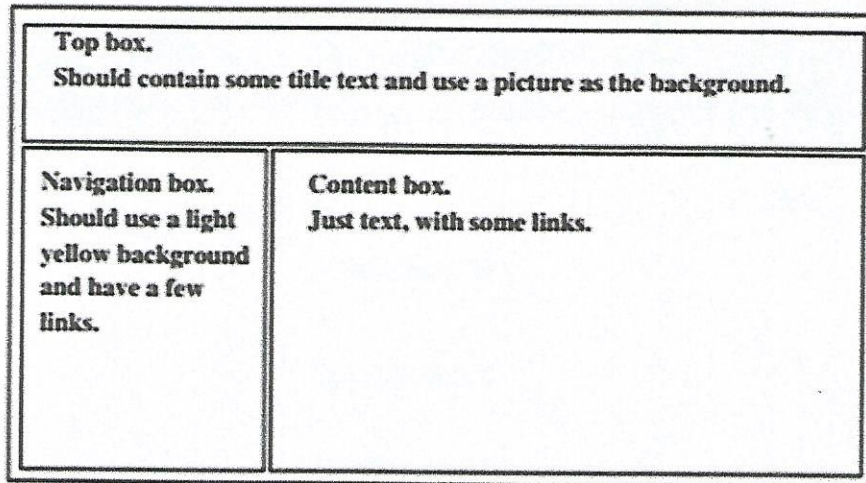 Top box.
Should contain some title text and use a picture as the background.
Navigation box.
Should use a light
yellow background
and have a few
links.
Content box.
Just text, with some links.